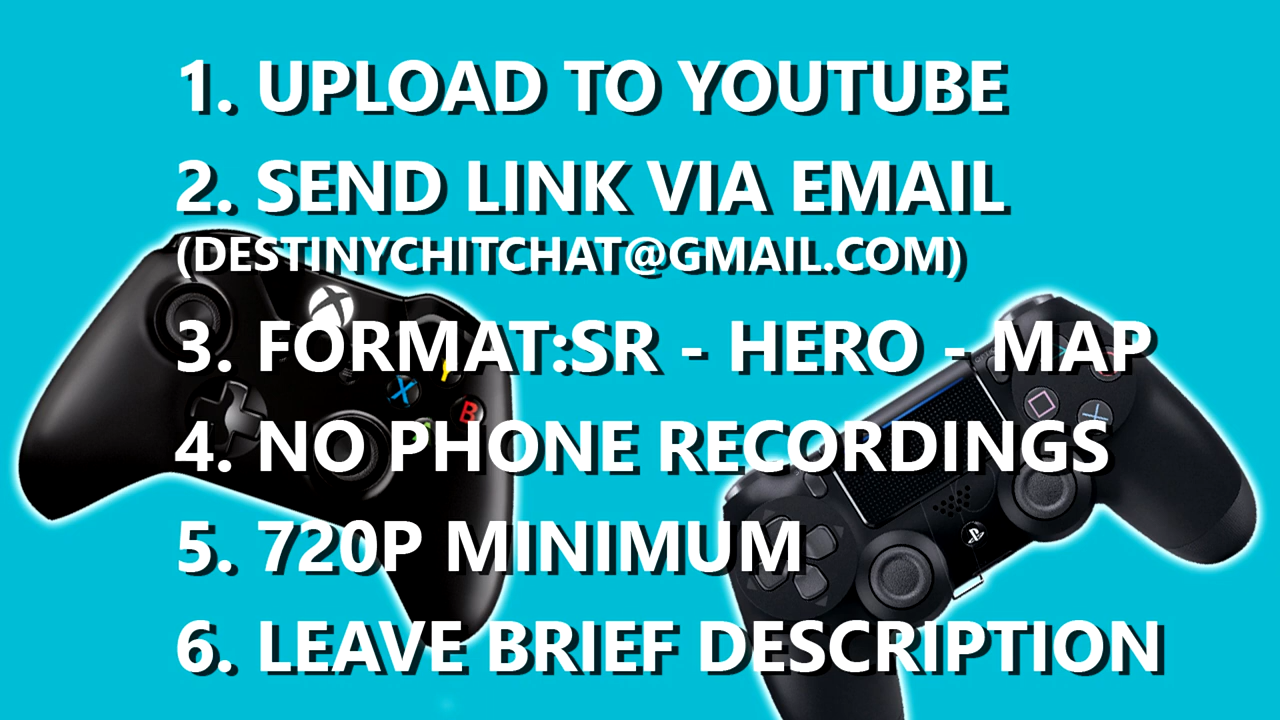 1. UPLOAD TO YOUTUBE
2. SEND LINK VIA EMAIL
(DESTINYCHITCHAT@GMAIL.COM)
3. FORMAT:SR - HERO - MAP
4. NO PHONE RECORDINGS
5. 720P MINIMUM
6. LEAVE BRIEF DESCRIPTION
X
Y
B